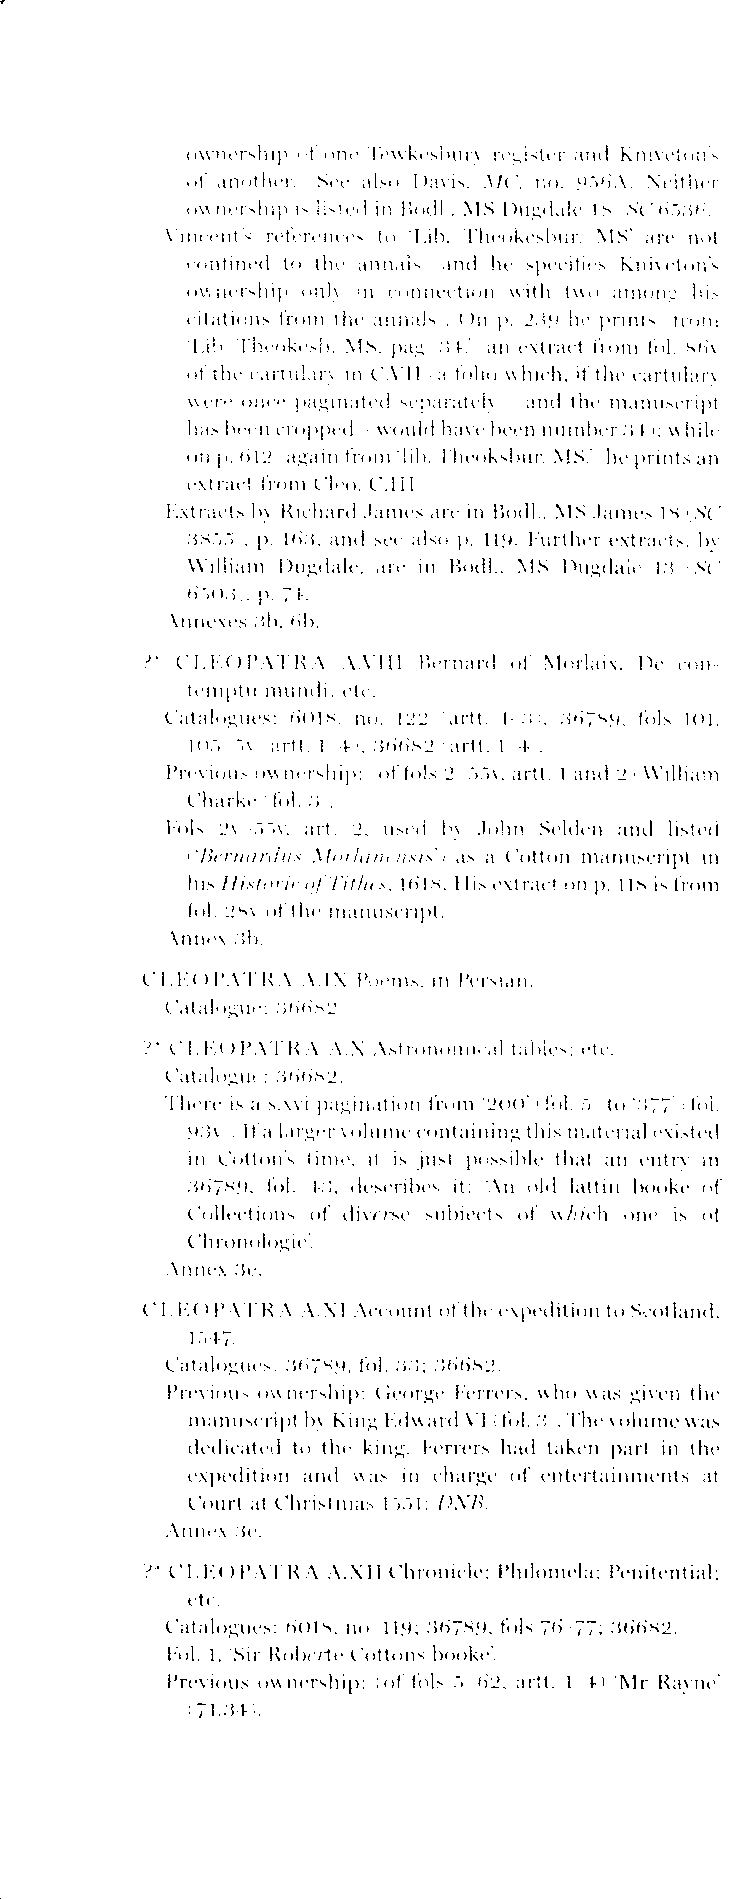 ownership of one Tewkesbury register and Kniveton's
of another. See also Davis, MC, no. 956A. Neither
ownership is listed in Bodl., MS Dugdale 18 (SC 6536).
Vincent's references to 'Lib. Theokesbur. MS' are not
confined to the annals (and he specifies Kniveton's
ownership only in connection with two among his
citations from the annals). On p. 239 he prints (from
'Lib. Theokesb. MS. pag. 34.') an extract from fol. 86v
of the cartulary in C.VII (a folio which, if the cartulary
were once paginated separately – and the manuscript
has been cropped – would have been number 34); while
on p. 612 (again from 'lib. Theoksbur. MS.') he prints an
extract from Cleo. C.III
Extracts by Richard James are in Bodl., MS James 18 (SC
3855), p. 163, and see also p. 119. Further extracts, by
William Dugdale, are in Bodl., MS Dugdale 13 (SC
6503), p. 74.
Annexes 3b, 6b.
?* CLEOPATRA A.VIII Bernard of Morlaix, De con-
temptu mundi, etc.
Catalogues: 6018, no. 122 (artt. 1–3); 36789, fols 101,
105–5v (artt. 1–4); 36682 (artt. 1–4).
Previous ownership: (of fols 2–55v, artt. 1 and 2) William
Charke (fol. 3).
Fols 2v–55v, art. 2, used by John Selden and listed
('Bernardus Morlanensis') as a Cotton manuscript in
his Historie of Tithes, 1618. His extract on p. 118 is from
fol. 28v of the manuscript.
Annex 3b.
CLEOPATRA A.IX Poems, in Persian.
Catalogue: 36682
?* CLEOPATRA A.X Astronomical tables; etc.
Catalogue: 36682.
There is a s.xvi pagination from '200' (fol. 5) to '377' (fol.
93v). If a larger volume containing this material existed
in Cotton's time, it is just possible that an entry in
36789, fol. 43, describes it: 'An old lattin booke of
Collections of diverse subiects of which one is of
Chronologie'.
Annex 3e.
CLEOPATRA A.XI Account of the expedition to Scotland,
1547.
Catalogues: 36789, fol. 33; 36682.
Previous ownership: George Ferrers, who was given the
manuscript by King Edward VI (fol. 3). The volume was
dedicated to the king. Ferrers had taken part in the
expedition and was in charge of entertainments at
Court at Christmas 1551: DNB.
Annex 3e.
?* CLEOPATRA A.XII Chronicle; Philomela; Penitential;
etc.
Catalogues: 6018, no. 119; 36789, fols 76–77; 36682.
Fol. 1, 'Sir Roberte Cottons booke'.
Previous ownership: (of fols 5–62, artt. 1–4) 'Mr Rayne'
(71.34).